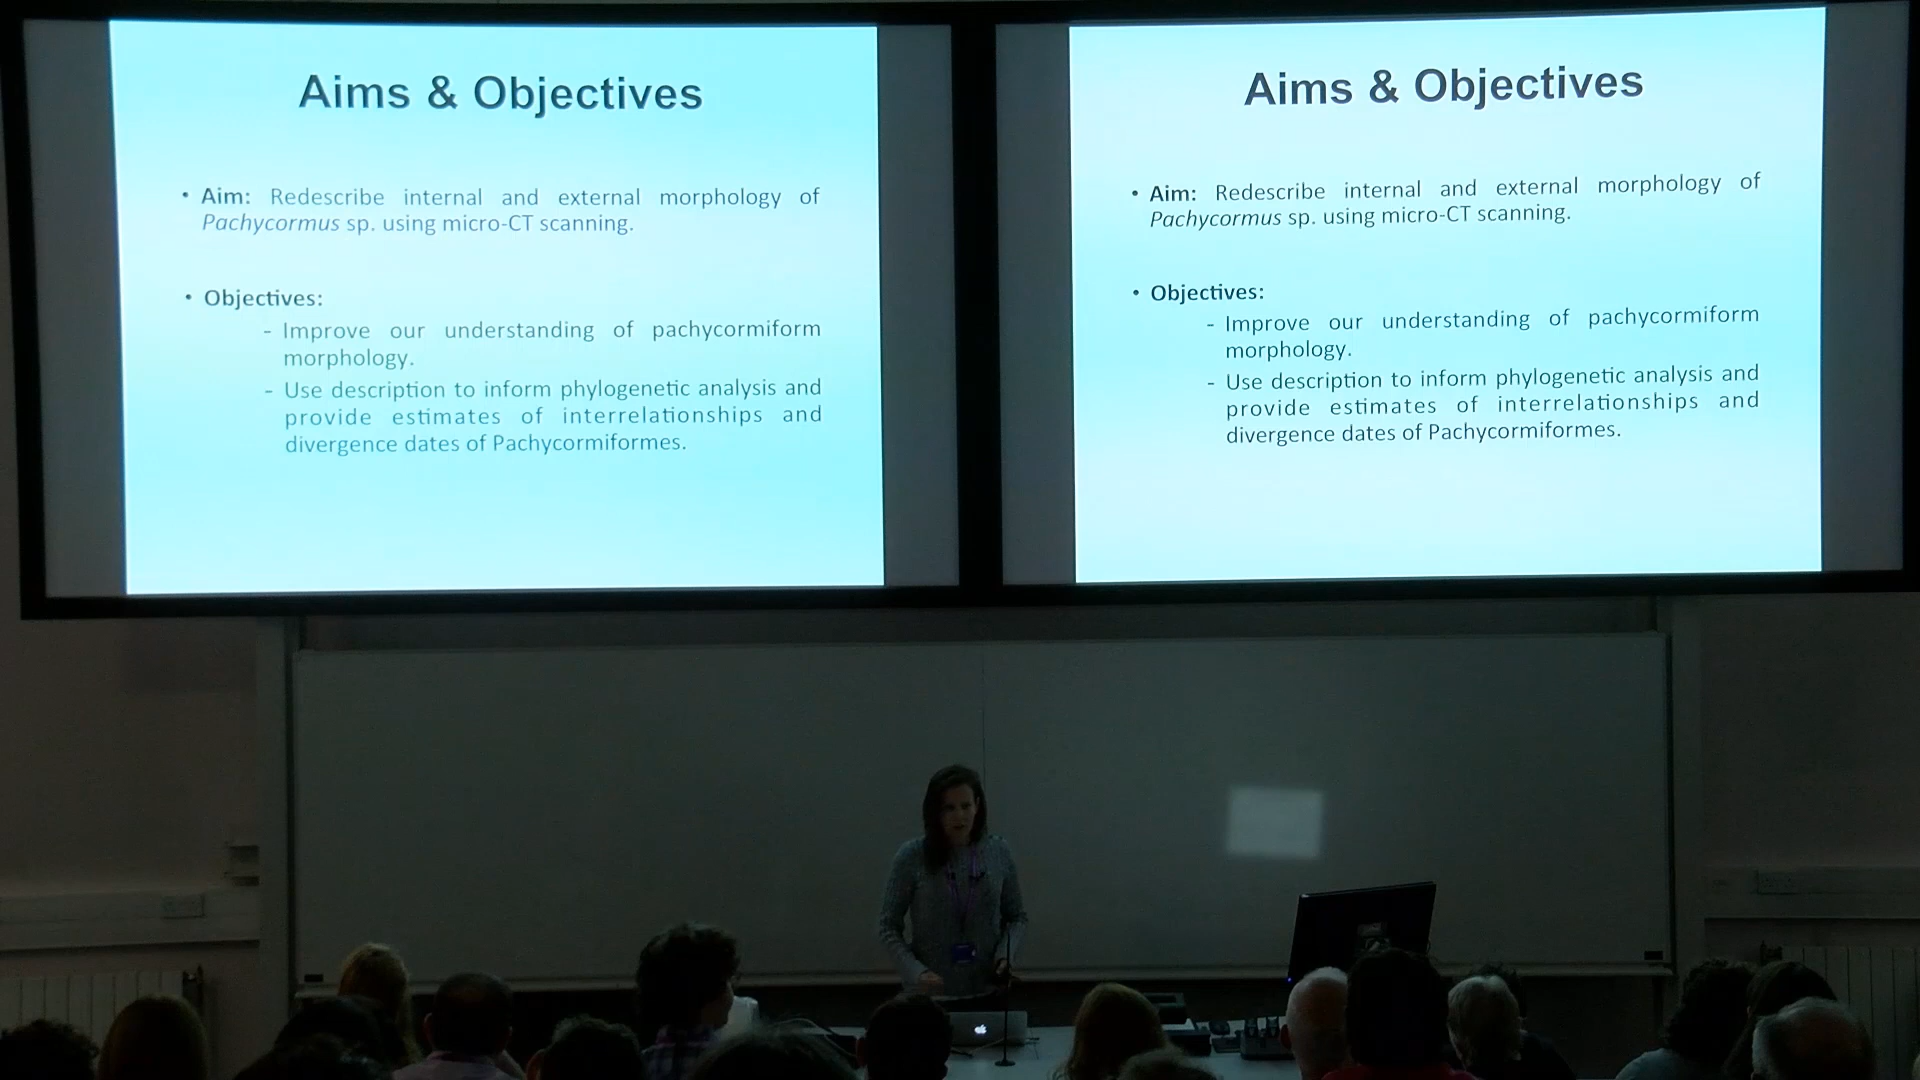 Aims & Objectives
• Aim: Redescribe internal and external morphology of
Pachycormus sp. using micro-CT scanning.
• Objectives:
- Improve our understanding of pachycormiform
morphology.
- Use description to inform phylogenetic analysis and
provide estimates of interrelationships and
divergence dates of Pachycormiformes.
Aims & Objectives
• Aim: Redescribe internal and external morphology of
Pachycormus sp. using micro-CT scanning.
• Objectives:
- Improve our understanding of pachycormiform
morphology.
- Use description to inform phylogenetic analysis and
provide estimates of interrelationships and
divergence dates of Pachycormiformes.